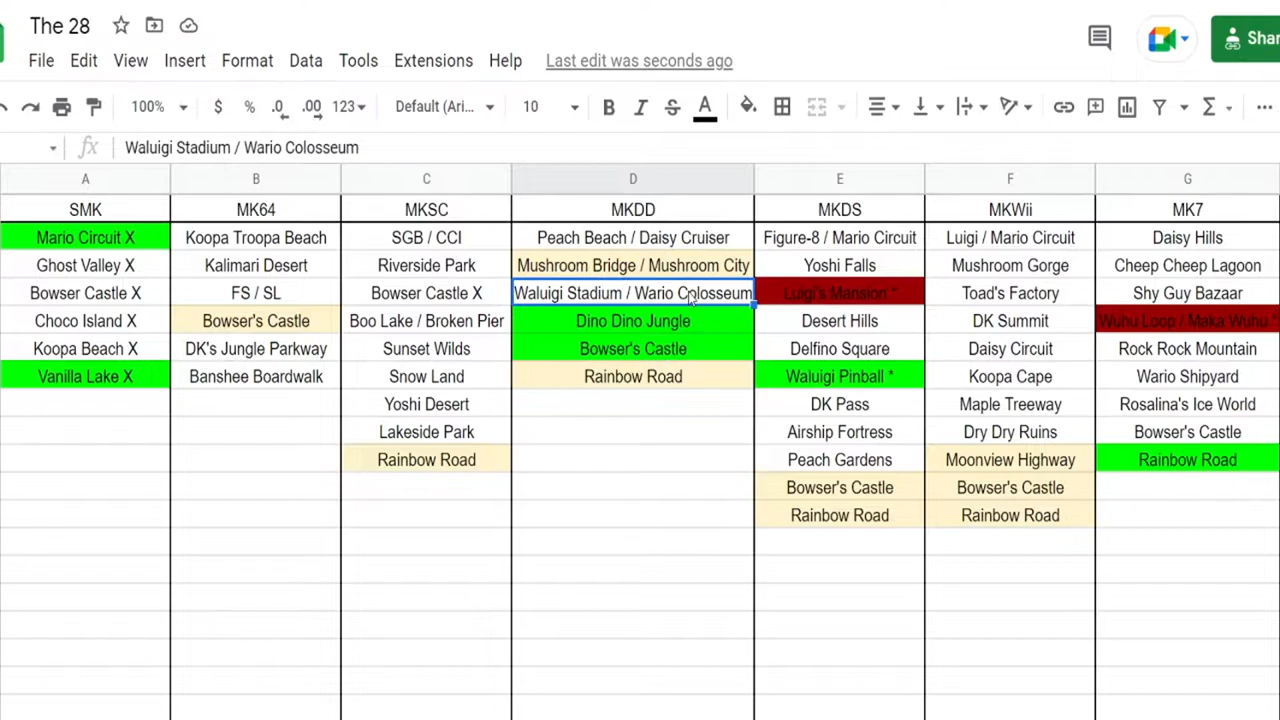 The 28
File Edit View Insert Format Data Tools Extensions Help Last edit was seconds ago
Shar
100% $ % .0 .00 123 Default (Ari... 10 B I S A
fx Waluigi Stadium / Wario Colosseum
A B C D E F G
SMK MK64 MKSC MKDD MKDS MKWii MK7
Mario Circuit X Koopa Troopa Beach SGB / CCI Peach Beach / Daisy Cruiser Figure-8 / Mario Circuit Luigi / Mario Circuit Daisy Hills
Ghost Valley X Kalimari Desert Riverside Park Mushroom Bridge / Mushroom City Yoshi Falls Mushroom Gorge Cheep Cheep Lagoon
Bowser Castle X FS / SL Bowser Castle X Waluigi Stadium / Wario Colosseum Luigi's Mansion * Toad's Factory Shy Guy Bazaar
Choco Island X Bowser's Castle Boo Lake / Broken Pier Dino Dino Jungle Desert Hills DK Summit Wuhu Loop / Maka Wuhu *
Koopa Beach X DK's Jungle Parkway Sunset Wilds Bowser's Castle Delfino Square Daisy Circuit Rock Rock Mountain
Vanilla Lake X Banshee Boardwalk Snow Land Rainbow Road Waluigi Pinball * Koopa Cape Wario Shipyard
Yoshi Desert DK Pass Maple Treeway Rosalina's Ice World
Lakeside Park Airship Fortress Dry Dry Ruins Bowser's Castle
Rainbow Road Peach Gardens Moonview Highway Rainbow Road
Bowser's Castle Bowser's Castle
Rainbow Road Rainbow Road